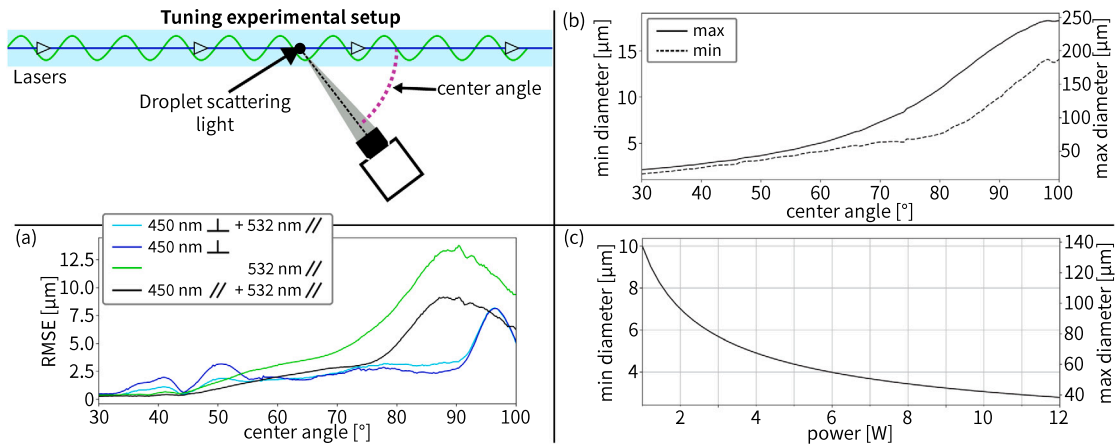 Tuning experimental setup
Lasers
Droplet scattering
light
center angle
(b)
min diameter [µm]
15
10
5
max
min
250
200
150
100
50
max diameter [µm]
30 40 50 60 70 80 90 100
center angle [°]
(a)
450 nm ⊥ + 532 nm //
450 nm ⊥
532 nm //
450 nm // + 532 nm //
RMSE [µm]
12.5
10.0
7.5
5.0
2.5
0
30 40 50 60 70 80 90 100
center angle [°]
(c)
min diameter [µm]
10
8
6
4
140
120
100
80
60
40
max diameter [µm]
2 4 6 8 10 12
power [W]